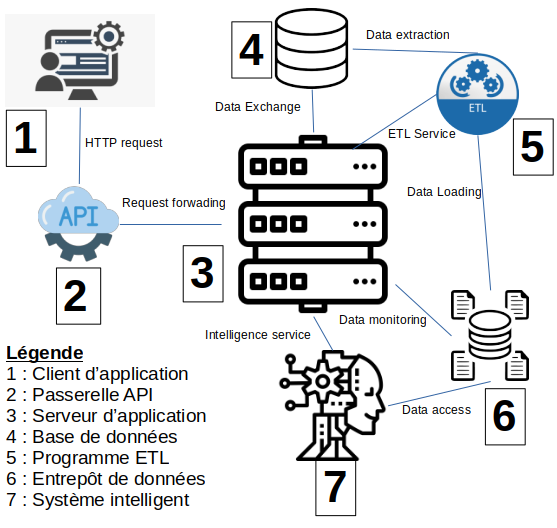 4
Data extraction
1
Data Exchange
ETL
HTTP request
ETL Service
5
API
Request forwading
Data Loading
2
3
Data monitoring
Intelligence service
Légende
1 : Client d’application
2 : Passerelle API
3 : Serveur d’application
4 : Base de données
5 : Programme ETL
6 : Entrepôt de données
7 : Système intelligent
Data access
6
7